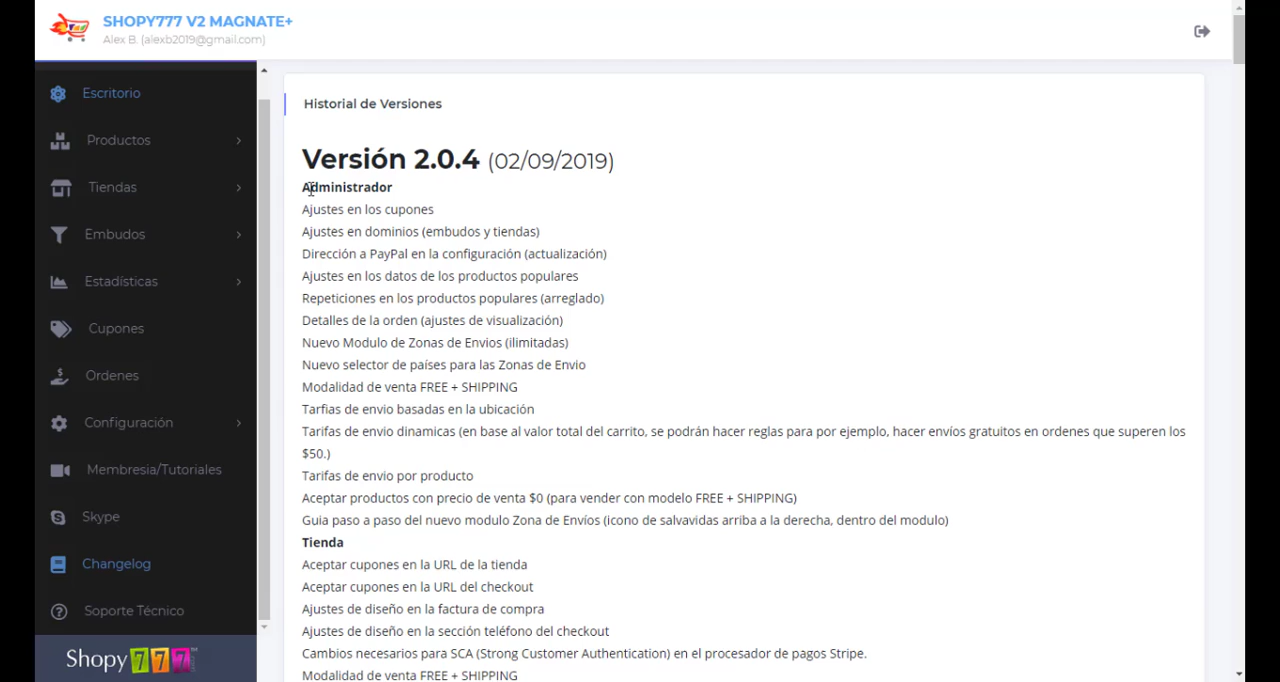 SHOPY777 V2 MAGNATE+
Alex B. (alexb2019@gmail.com)
Escritorio
Productos
Tiendas
Embudos
Estadísticas
Cupones
Ordenes
Configuración
Membresia/Tutoriales
Skype
Changelog
Soporte Técnico
Shopy777
Historial de Versiones
Versión 2.0.4 (02/09/2019)
Administrador
Ajustes en los cupones
Ajustes en dominios (embudos y tiendas)
Dirección a PayPal en la configuración (actualización)
Ajustes en los datos de los productos populares
Repeticiones en los productos populares (arreglado)
Detalles de la orden (ajustes de visualización)
Nuevo Modulo de Zonas de Envios (ilimitadas)
Nuevo selector de países para las Zonas de Envio
Modalidad de venta FREE + SHIPPING
Tarfias de envio basadas en la ubicación
Tarifas de envio dinamicas (en base al valor total del carrito, se podrán hacer reglas para por ejemplo, hacer envíos gratuitos en ordenes que superen los
$50.)
Tarifas de envio por producto
Aceptar productos con precio de venta $0 (para vender con modelo FREE + SHIPPING)
Guia paso a paso del nuevo modulo Zona de Envíos (icono de salvavidas arriba a la derecha, dentro del modulo)
Tienda
Aceptar cupones en la URL de la tienda
Aceptar cupones en la URL del checkout
Ajustes de diseño en la factura de compra
Ajustes de diseño en la sección teléfono del checkout
Cambios necesarios para SCA (Strong Customer Authentication) en el procesador de pagos Stripe.
Modalidad de venta FREE + SHIPPING